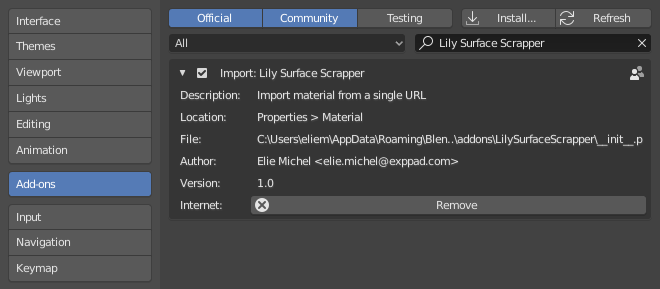 Interface
Themes
Viewport
Lights
Editing
Animation
Add-ons
Input
Navigation
Keymap
Official Community Testing Install... Refresh
All Lily Surface Scrapper
Import: Lily Surface Scrapper
Description: Import material from a single URL
Location: Properties > Material
File: C:\Users\eliem\AppData\Roaming\Blen..\addons\LilySurfaceScrapper\__init__.p
Author: Elie Michel <elie.michel@exppad.com>
Version: 1.0
Internet: Remove